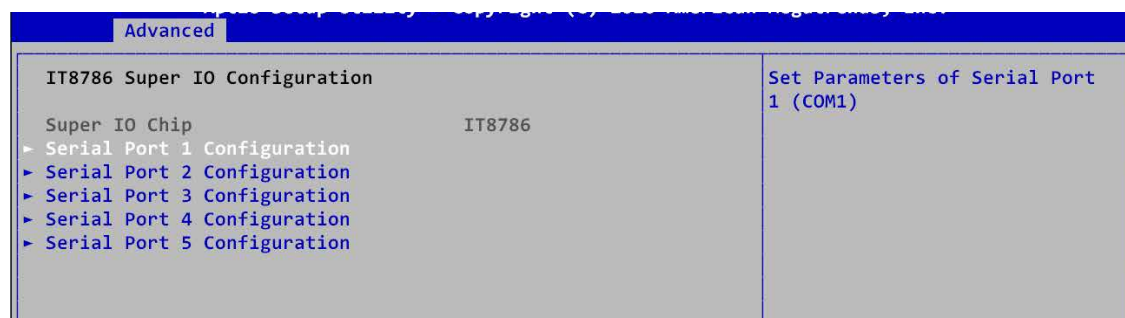 Advanced
IT8786 Super IO Configuration
Super IO Chip IT8786
► Serial Port 1 Configuration
► Serial Port 2 Configuration
► Serial Port 3 Configuration
► Serial Port 4 Configuration
► Serial Port 5 Configuration
Set Parameters of Serial Port
1 (COM1)